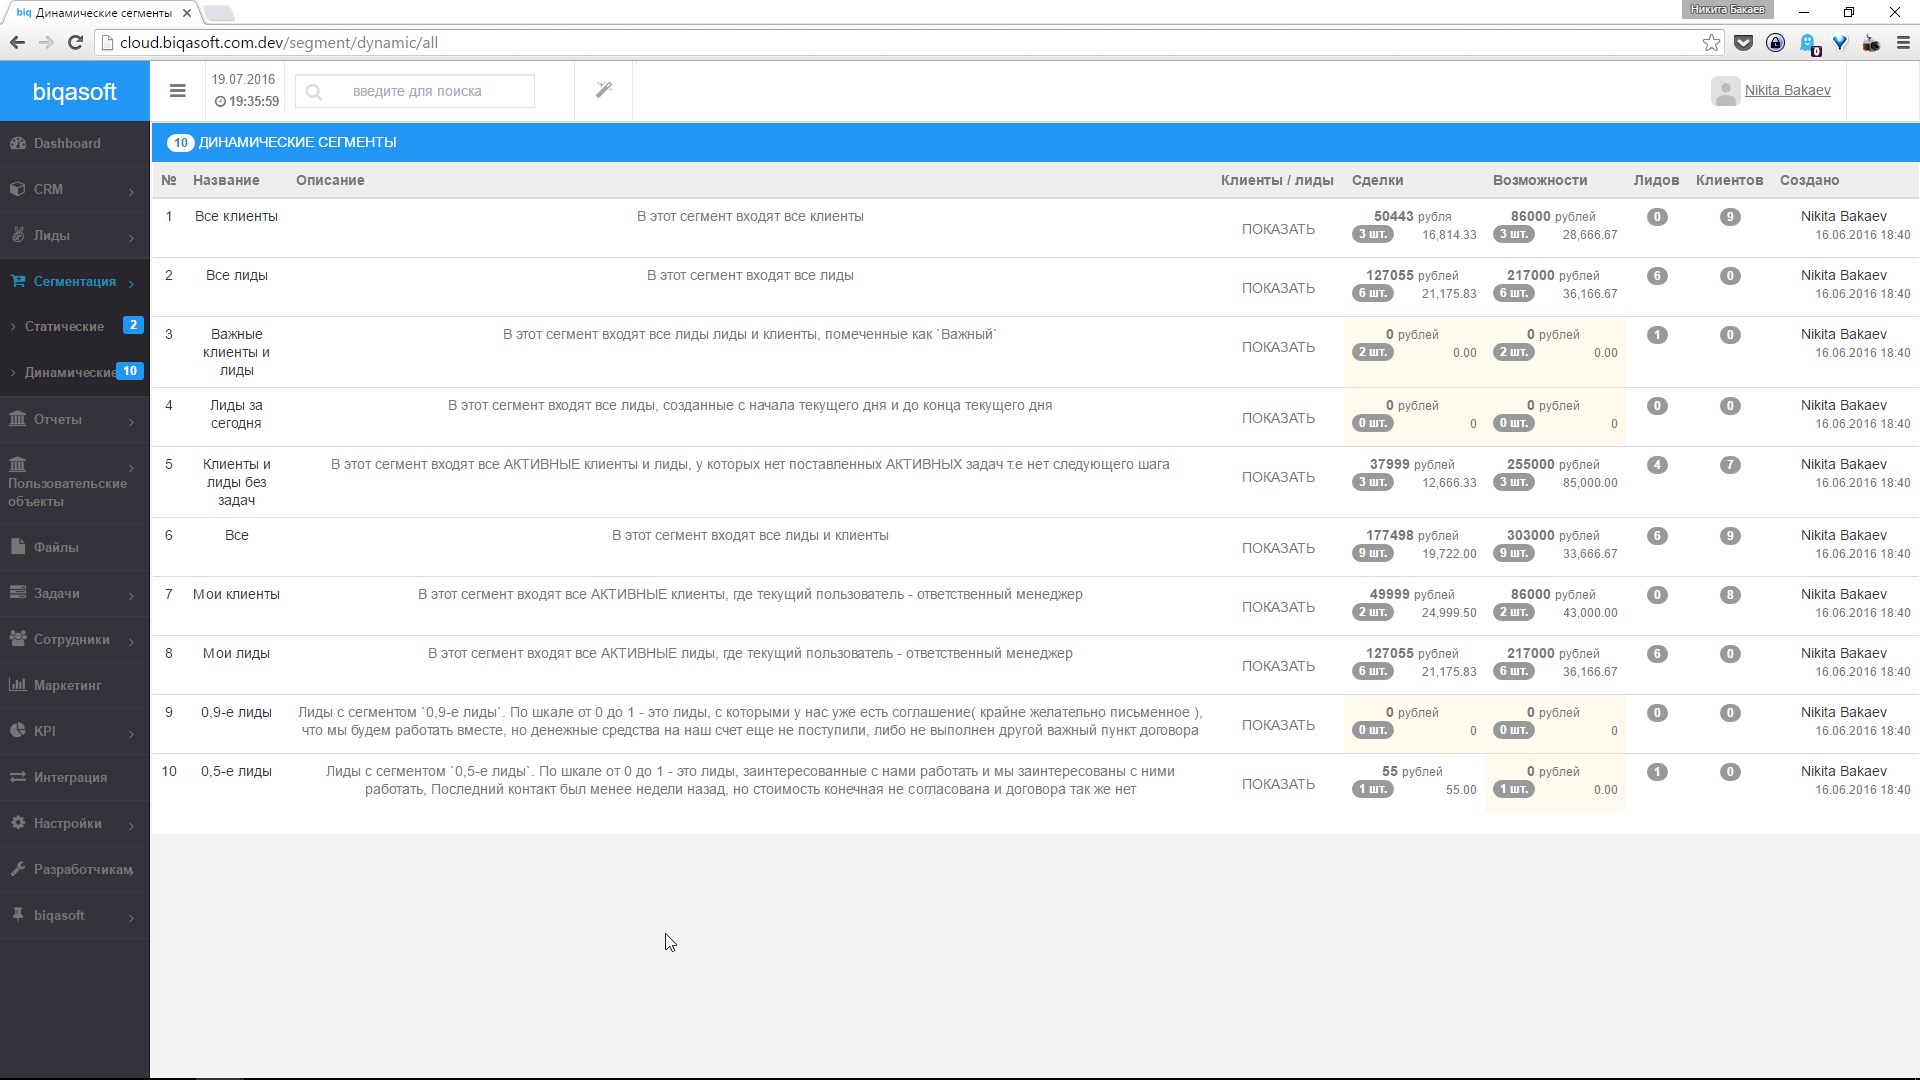 biq Динамические сегменты
Никита Бакаев
cloud.biqasoft.com.dev/segment/dynamic/all
0
biqasoft
19.07.2016
19:35:59
введите для поиска
Nikita Bakaev
Dashboard
CRM
Лиды
Сегментация
Статические 2
Динамические 10
Отчеты
Пользовательские
объекты
Файлы
Задачи
Сотрудники
Маркетинг
KPI
Интеграция
Настройки
Разработчикам
biqasoft
10 ДИНАМИЧЕСКИЕ СЕГМЕНТЫ
№ Название Описание Клиенты / лиды Сделки Возможности Лидов Клиентов Создано
1 Все клиенты В этот сегмент входят все клиенты ПОКАЗАТЬ 50443 рубля 86000 рублей 0 9 Nikita Bakaev
3 шт. 16,814.33 3 шт. 28,666.67 16.06.2016 18:40
2 Все лиды В этот сегмент входят все лиды ПОКАЗАТЬ 127055 рублей 217000 рублей 6 0 Nikita Bakaev
6 шт. 21,175.83 6 шт. 36,166.67 16.06.2016 18:40
3 Важные В этот сегмент входят все лиды лиды и клиенты, помеченные как `Важный` ПОКАЗАТЬ 0 рублей 0 рублей 1 0 Nikita Bakaev
клиенты и 2 шт. 0.00 2 шт. 0.00 16.06.2016 18:40
лиды
4 Лиды за В этот сегмент входят все лиды, созданные с начала текущего дня и до конца текущего дня ПОКАЗАТЬ 0 рублей 0 рублей 0 0 Nikita Bakaev
сегодня 0 шт. 0 0 шт. 0 16.06.2016 18:40
5 Клиенты и В этот сегмент входят все АКТИВНЫЕ клиенты и лиды, у которых нет поставленных АКТИВНЫХ задач т.е нет следующего шага ПОКАЗАТЬ 37999 рублей 255000 рублей 4 7 Nikita Bakaev
лиды без 3 шт. 12,666.33 3 шт. 85,000.00 16.06.2016 18:40
задач
6 Все В этот сегмент входят все лиды и клиенты ПОКАЗАТЬ 177498 рублей 303000 рублей 6 9 Nikita Bakaev
9 шт. 19,722.00 9 шт. 33,666.67 16.06.2016 18:40
7 Мои клиенты В этот сегмент входят все АКТИВНЫЕ клиенты, где текущий пользователь - ответственный менеджер ПОКАЗАТЬ 49999 рублей 86000 рублей 0 8 Nikita Bakaev
2 шт. 24,999.50 2 шт. 43,000.00 16.06.2016 18:40
8 Мои лиды В этот сегмент входят все АКТИВНЫЕ лиды, где текущий пользователь - ответственный менеджер ПОКАЗАТЬ 127055 рублей 217000 рублей 6 0 Nikita Bakaev
6 шт. 21,175.83 6 шт. 36,166.67 16.06.2016 18:40
9 0,9-е лиды Лиды с сегментом `0,9-е лиды`. По шкале от 0 до 1 - это лиды, с которыми у нас уже есть соглашение( крайне желательно письменное ), ПОКАЗАТЬ 0 рублей 0 рублей 0 0 Nikita Bakaev
что мы будем работать вместе, но денежные средства на наш счет еще не поступили, либо не выполнен другой важный пункт договора 0 шт. 0 0 шт. 0 16.06.2016 18:40
10 0,5-е лиды Лиды с сегментом `0,5-е лиды`. По шкале от 0 до 1 - это лиды, заинтересованные с нами работать и мы заинтересованы с ними ПОКАЗАТЬ 55 рублей 0 рублей 1 0 Nikita Bakaev
работать, Последний контакт был менее недели назад, но стоимость конечная не согласована и договора так же нет 1 шт. 55.00 1 шт. 0.00 16.06.2016 18:40